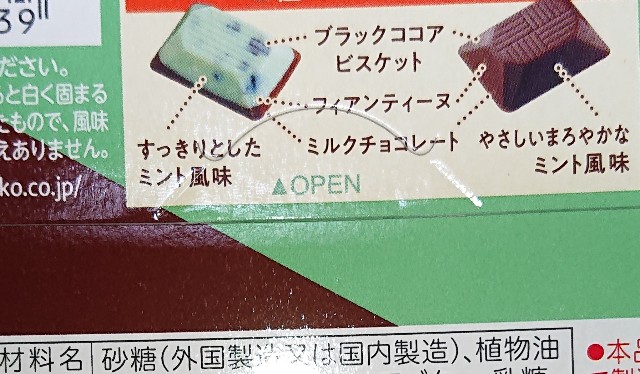 39
ださい。
ると白く固まる
たもので、風味
えありません。
ko.co.jp/
ブラックココア
ビスケット
フィアンティーヌ
ミルクチョコレート
すっきりとした
ミント風味
やさしいまろやかな
ミント風味
▲OPEN
材料名 砂糖(外国製造又は国内製造)、植物油
●本品